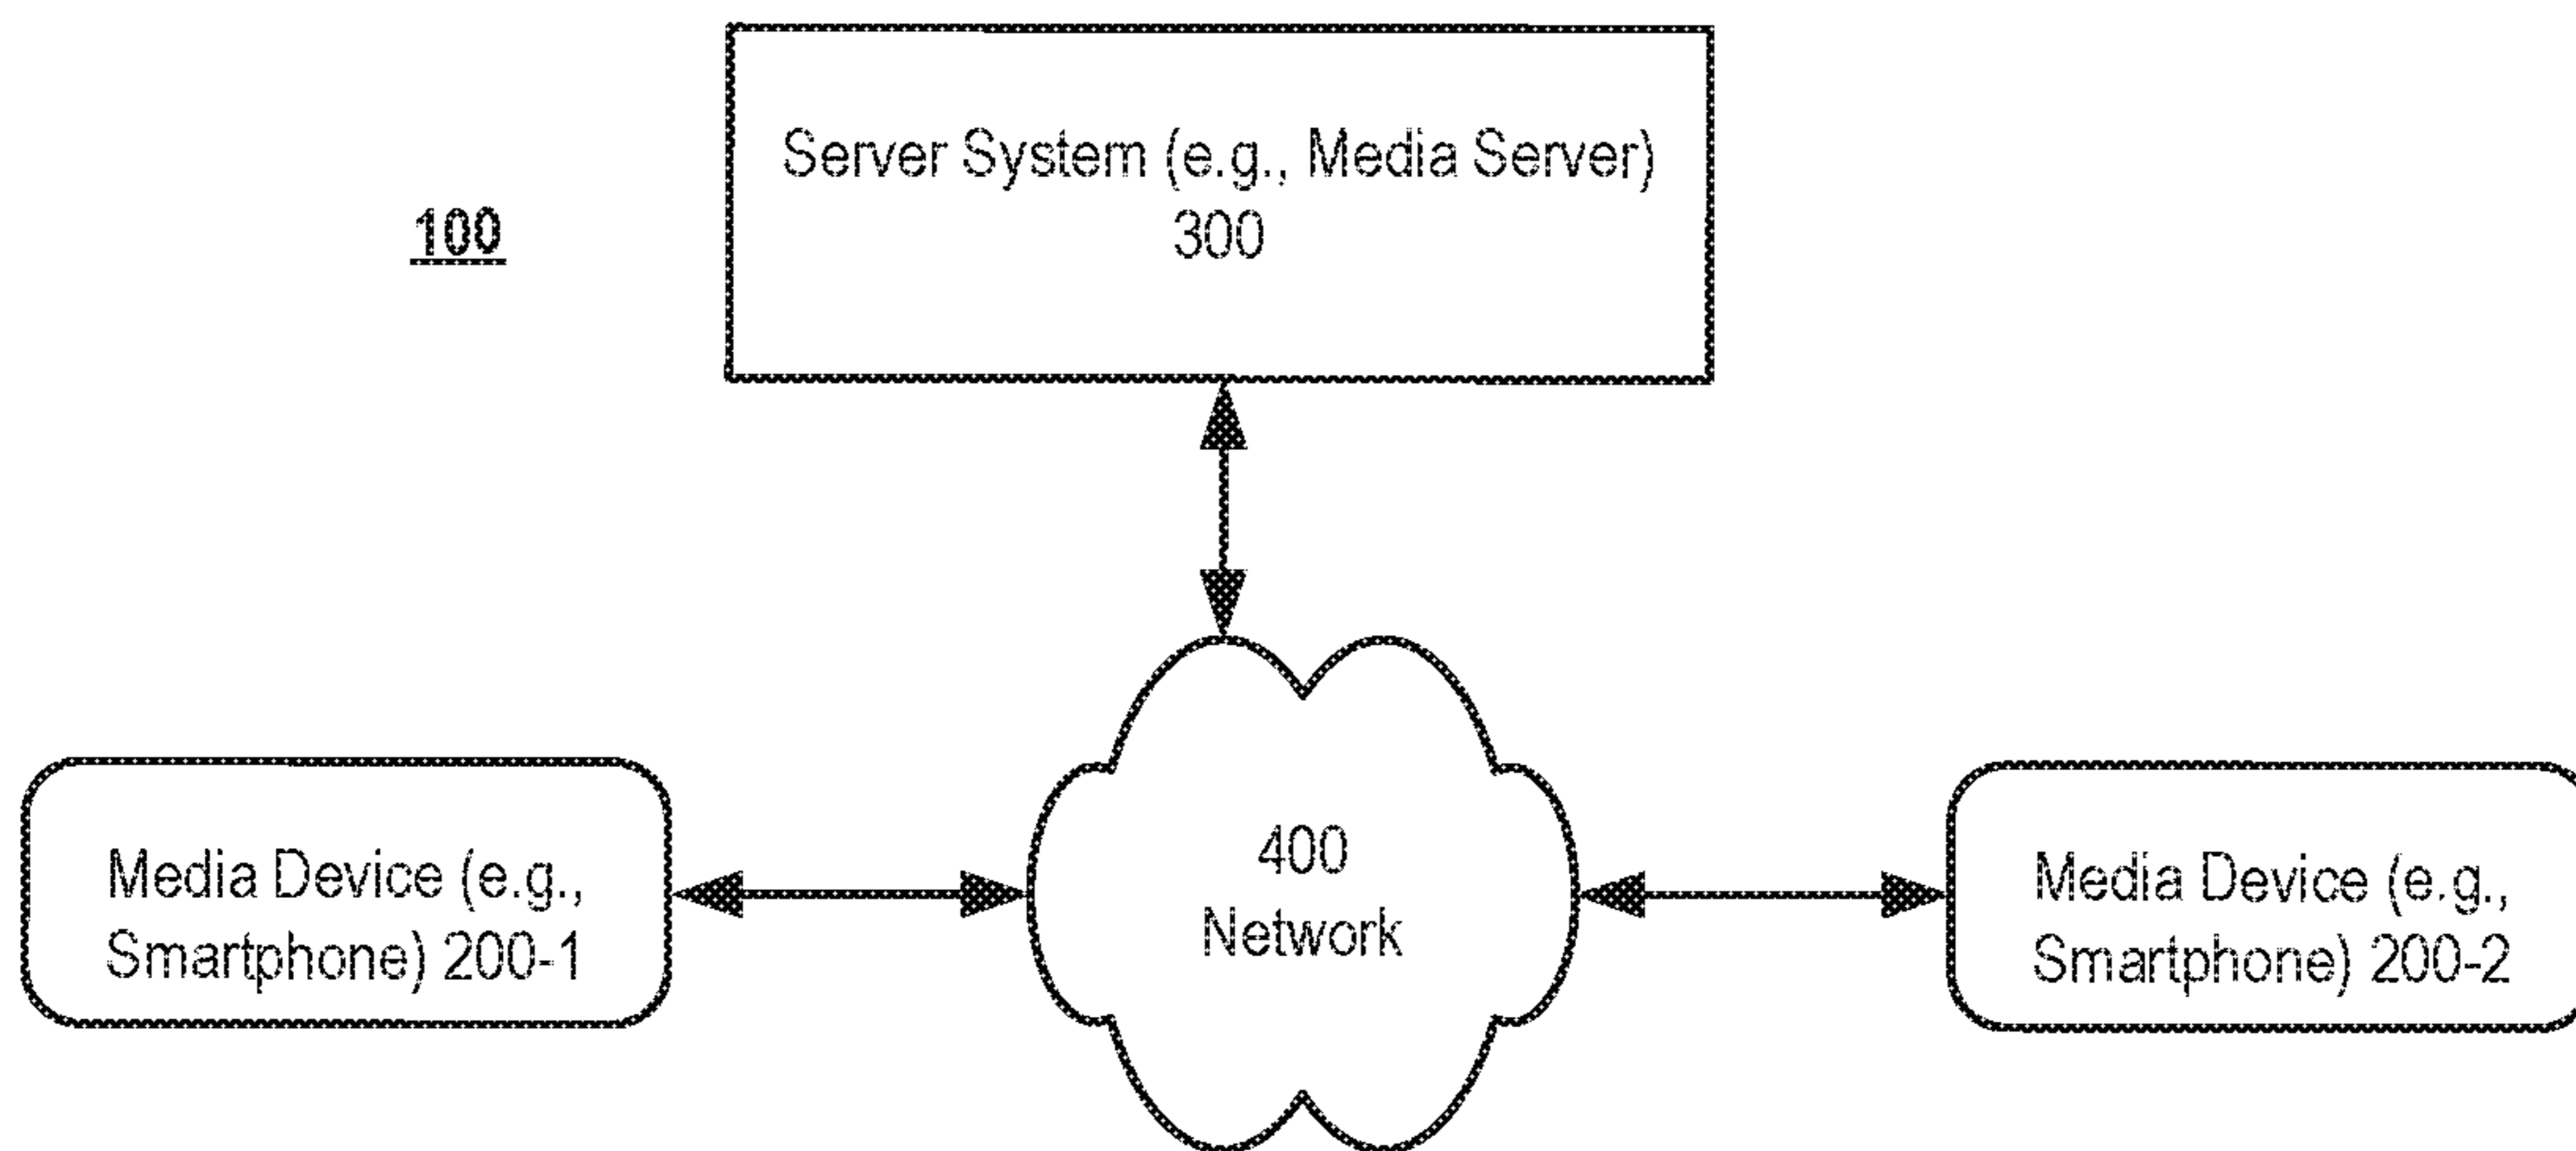 Server System (e.g., Media Server)
300
100
400
Network
Media Device (e.g.,
Smartphone) 200-1
Media Device (e.g.,
Smartphone) 200-2